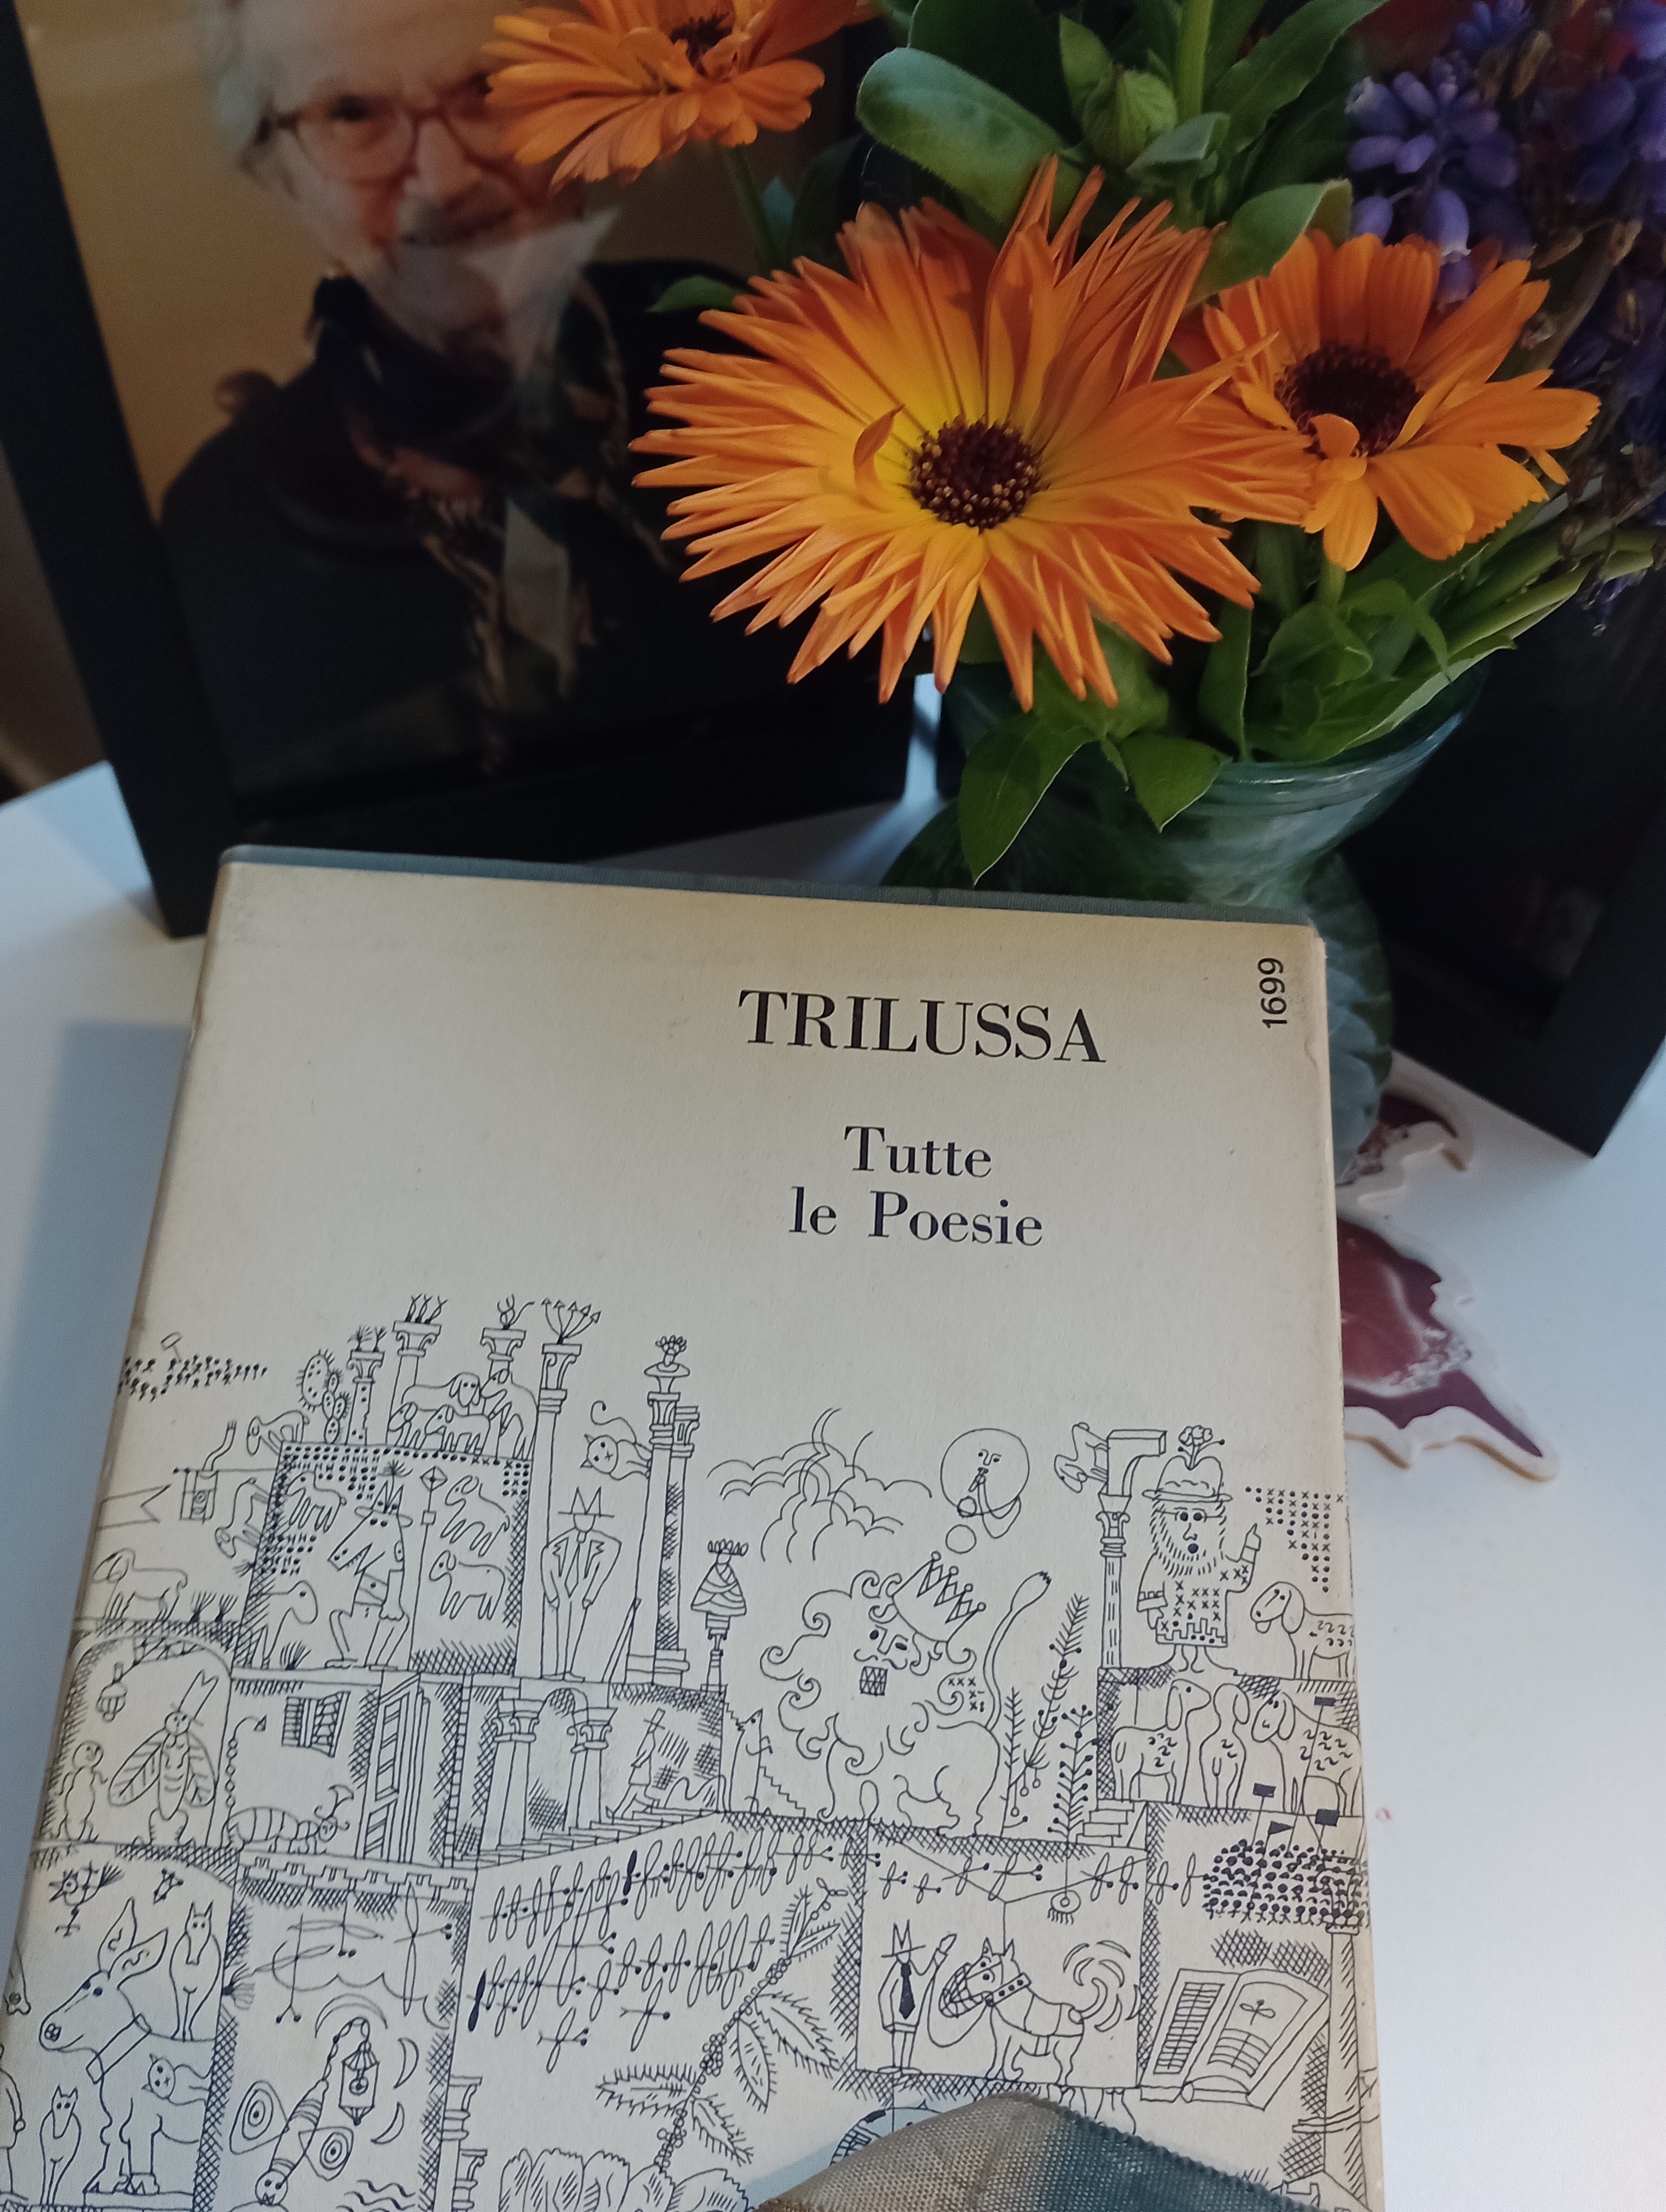 TRILUSSA
1699
Tutte
le Poesie